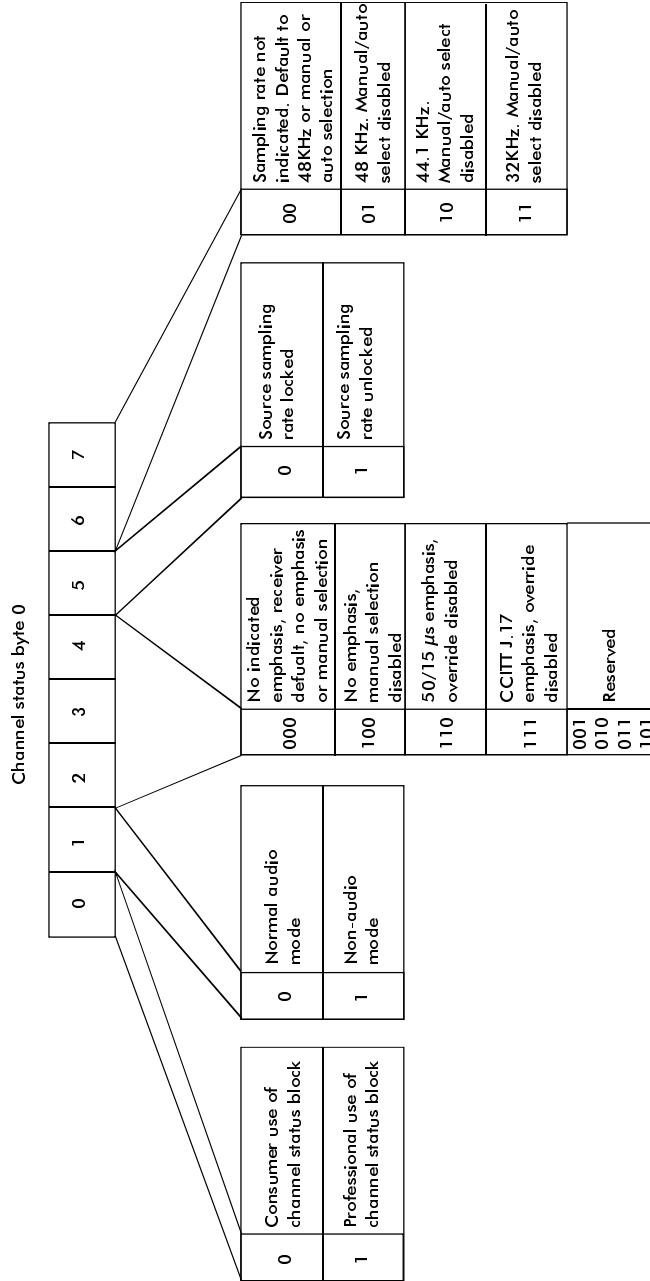 Channel status byte 0
0 1 2 3 4 5 6 7
0
Consumer use of
channel status block
1
Professional use of
channel status block
0
Normal audio
mode
1
Non-audio
mode
000
No indicated
emphasis, receiver
defualt, no emphasis
or manual selection
100
No emphasis,
manual selection
disabled
110
50/15 µs emphasis,
override disabled
111
CCITT J.17
emphasis, override
disabled
001
010
011
101
Reserved
0
Source sampling
rate locked
1
Source sampling
rate unlocked
00
Sampling rate not
indicated. Default to
48KHz or manual or
auto selection
01
48 KHz. Manual/auto
select disabled
10
44.1 KHz.
Manual/auto select
disabled
11
32KHz. Manual/auto
select disabled